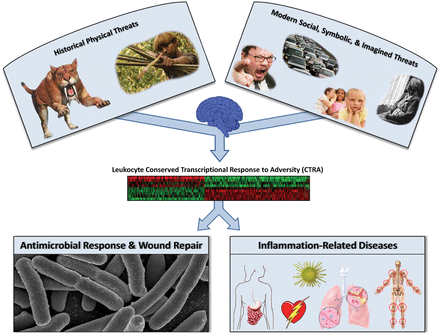 Historical Physical Threats
Modern Social, Symbolic, & Imagined Threats
Leukocyte Conserved Transcriptional Response to Adversity (CTRA)
Antimicrobial Response & Wound Repair
Inflammation-Related Diseases